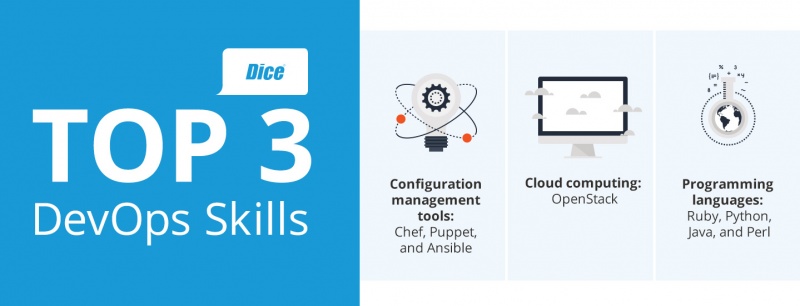 Dice
TOP 3
DevOps Skills
Configuration
management
tools:
Chef, Puppet,
and Ansible
Cloud computing:
OpenStack
Programming
languages:
Ruby, Python,
Java, and Perl